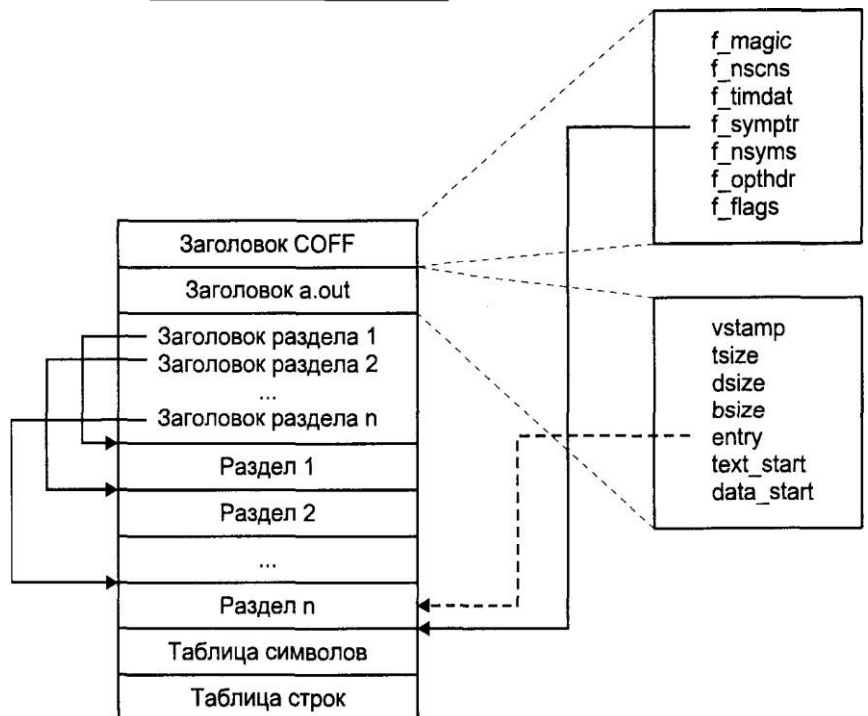 f_magic
f_nscns
f_timdat
f_symptr
f_nsyms
f_opthdr
f_flags
Заголовок COFF
Заголовок a.out
Заголовок раздела 1
Заголовок раздела 2
...
Заголовок раздела n
Раздел 1
Раздел 2
...
Раздел n
Таблица символов
Таблица строк
vstamp
tsize
dsize
bsize
entry
text_start
data_start